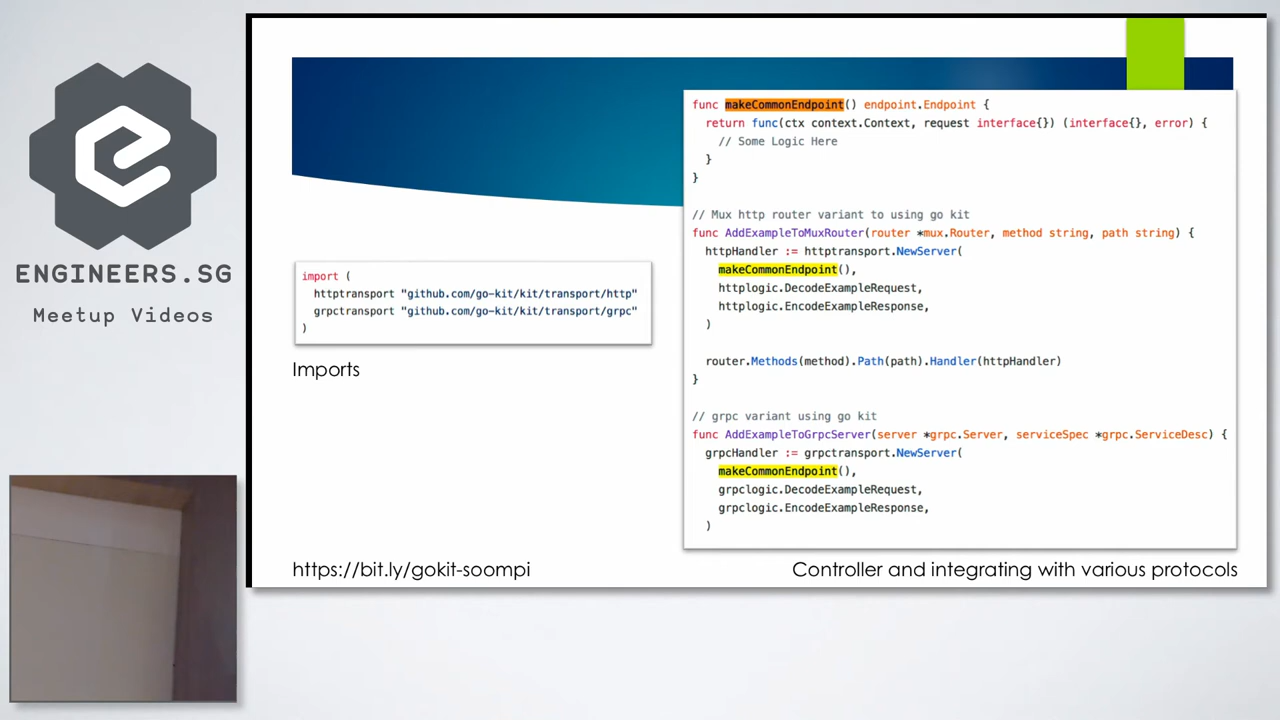 ENGINEERS.SG
Meetup Videos
import (
httptransport "github.com/go-kit/kit/transport/http"
grpctransport "github.com/go-kit/kit/transport/grpc"
)
Imports
https://bit.ly/gokit-soompi
func makeCommonEndpoint() endpoint.Endpoint {
return func(ctx context.Context, request interface{}) (interface{}, error) {
// Some Logic Here
}
}
// Mux http router variant to using go kit
func AddExampleToMuxRouter(router *mux.Router, method string, path string) {
httpHandler := httptransport.NewServer(
makeCommonEndpoint(),
httplogic.DecodeExampleRequest,
httplogic.EncodeExampleResponse,
)
router.Methods(method).Path(path).Handler(httpHandler)
}
// grpc variant using go kit
func AddExampleToGrpcServer(server *grpc.Server, serviceSpec *grpc.ServiceDesc) {
grpcHandler := grpctransport.NewServer(
makeCommonEndpoint(),
grpclogic.DecodeExampleRequest,
grpclogic.EncodeExampleResponse,
)
Controller and integrating with various protocols